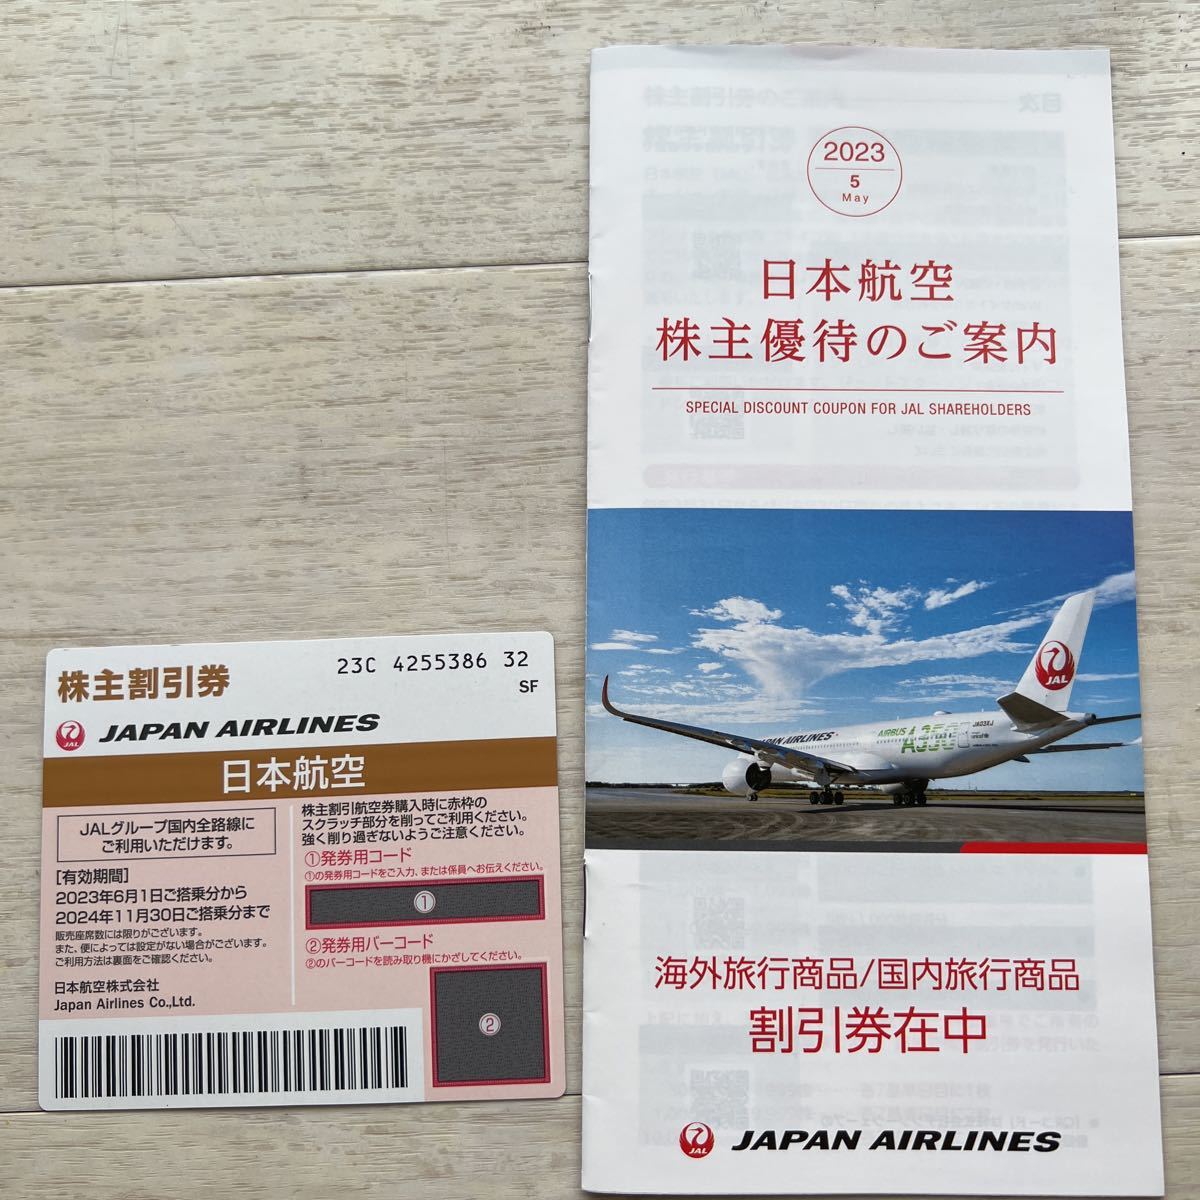 株主割引券
23C 4255386 32
SF
JAL
JAPAN AIRLINES
日本航空
JALグループ国内全路線に
ご利用いただけます。
[有効期間]
2023年6月1日ご搭乗分から
2024年11月30日ご搭乗分まで
販売座席数には限りがございます。
また、便によっては設定がない場合がございます。
ご利用方法は裏面をご確認ください。
日本航空株式会社
Japan Airlines Co.,Ltd.
株主割引航空券購入時に赤枠の
スクラッチ部分を削ってご利用ください。
強く削り過ぎないようご注意ください。
①発券用コード
①の発券用コードをご入力、または係員へお伝えください。
①
②発券用バーコード
②のバーコードを読み取り機にかざしてください。
②
2023
5
May
日本航空
株主優待のご案内
SPECIAL DISCOUNT COUPON FOR JAL SHAREHOLDERS
JAL
JAPAN AIRLINES
AIRBUS A350
JA03XJ
海外旅行商品/国内旅行商品
割引券在中
JAL
JAPAN AIRLINES